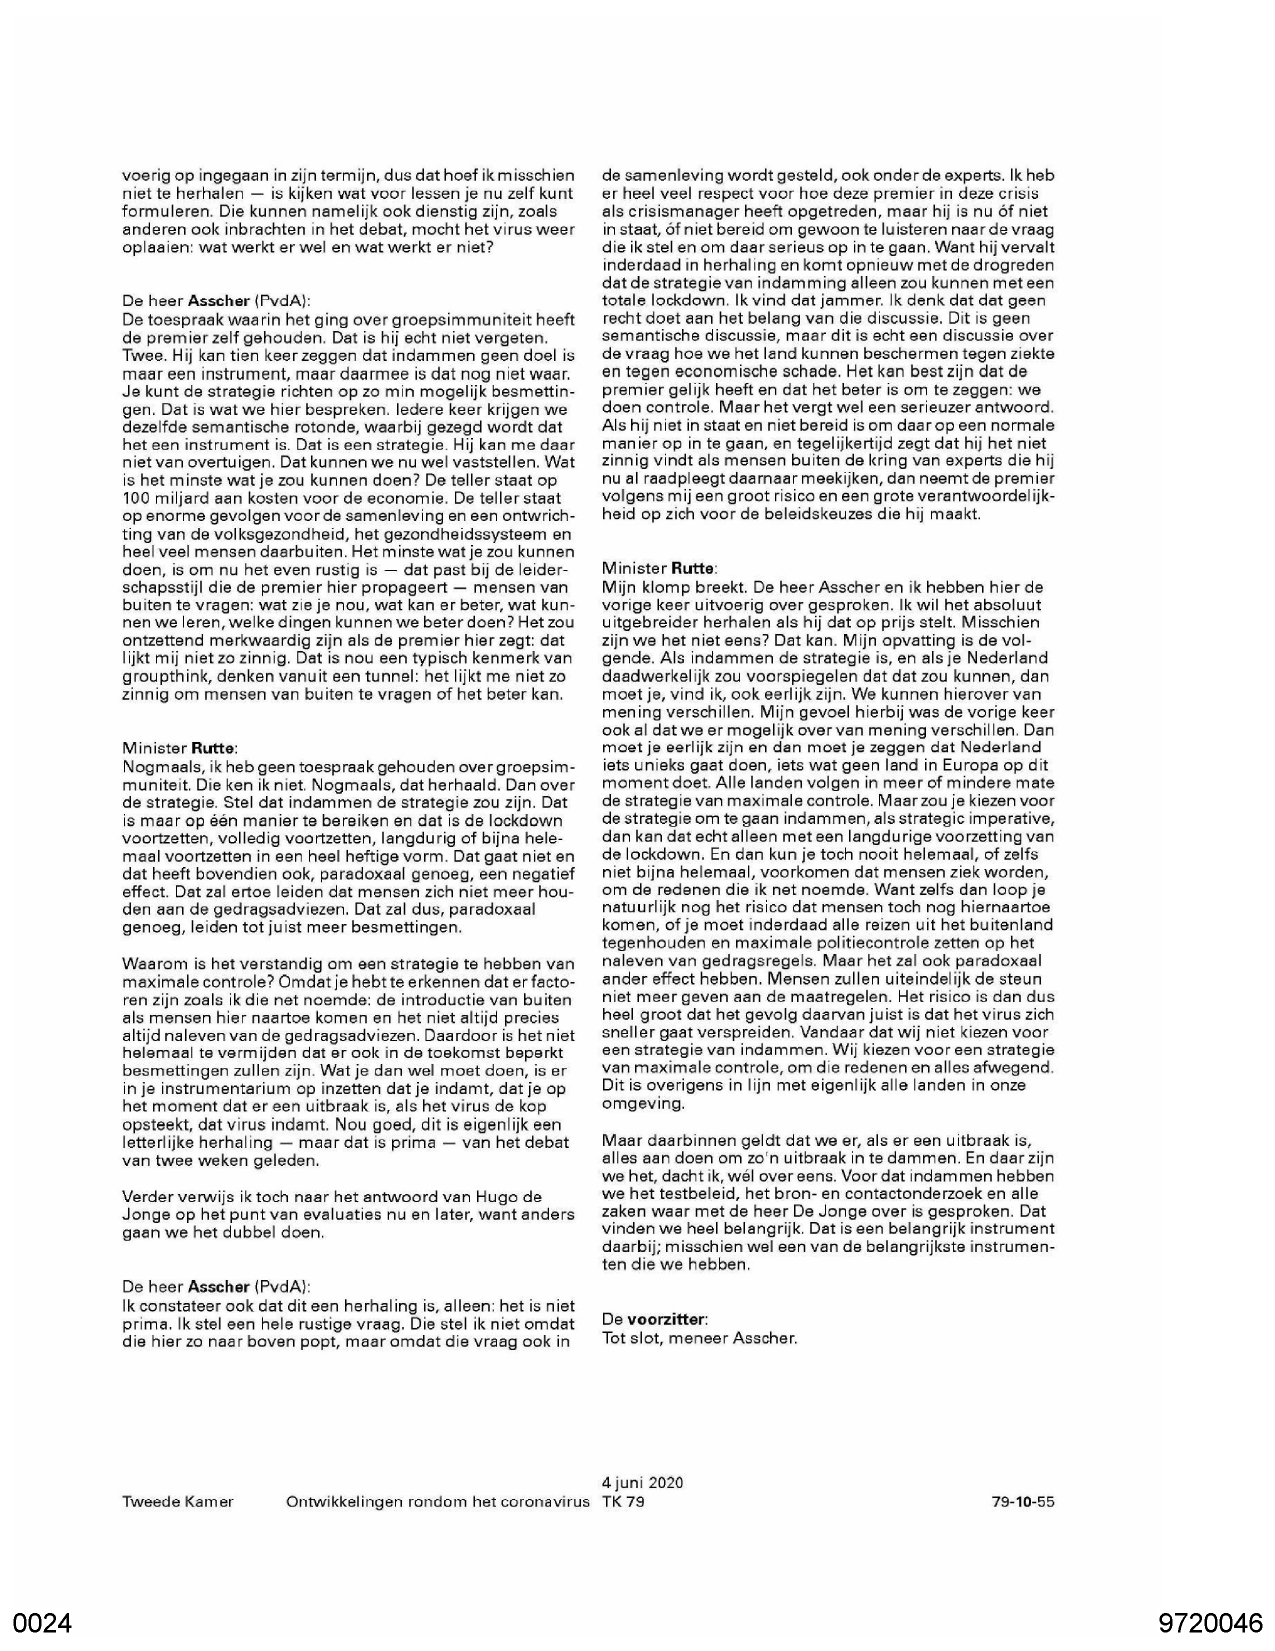 voerig op ingegaan in zijn termijn, dus dat hoef ik misschien
niet te herhalen — is kijken wat voor lessen je nu zelf kunt
formuleren. Die kunnen namelijk ook dienstig zijn, zoals
anderen ook inbrachten in het debat, mocht het virus weer
oplaaien: wat werkt er wel en wat werkt er niet?
De heer Asscher (PvdA):
De toespraak waarin het ging over groepsimmuniteit heeft
de premier zelf gehouden. Dat is hij echt niet vergeten.
Twee. Hij kan tien keer zeggen dat indammen geen doel is
maar een instrument, maar daarmee is dat nog niet waar.
Je kunt de strategie richten op zo min mogelijk besmettin-
gen. Dat is wat we hier bespreken. Iedere keer krijgen we
dezelfde semantische rotonde, waarbij gezegd wordt dat
het een instrument is. Dat is een strategie. Hij kan me daar
niet van overtuigen. Dat kunnen we nu wel vaststellen. Wat
is het minste wat je zou kunnen doen? De teller staat op
100 miljard aan kosten voor de economie. De teller staat
op enorme gevolgen voor de samenleving en een ontwrich-
ting van de volksgezondheid, het gezondheidssysteem en
heel veel mensen daarbuiten. Het minste wat je zou kunnen
doen, is om nu het even rustig is — dat past bij de leider-
schapsstijl die de premier hier propageert — mensen van
buiten te vragen: wat zie je nou, wat kan er beter, wat kun-
nen we leren, welke dingen kunnen we beter doen? Het zou
ontzettend merkwaardig zijn als de premier hier zegt: dat
lijkt mij niet zo zinnig. Dat is nou een typisch kenmerk van
groupthink, denken vanuit een tunnel: het lijkt me niet zo
zinnig om mensen van buiten te vragen of het beter kan.
Minister Rutte:
Nogmaals, ik heb geen toespraak gehouden over groepsim-
muniteit. Die ken ik niet. Nogmaals, dat herhaald. Dan over
de strategie. Stel dat indammen de strategie zou zijn. Dat
is maar op één manier te bereiken en dat is de lockdown
voortzetten, volledig voortzetten, langdurig of bijna hele-
maal voortzetten in een heel heftige vorm. Dat gaat niet en
dat heeft bovendien ook, paradoxaal genoeg, een negatief
effect. Dat zal ertoe leiden dat mensen zich niet meer hou-
den aan de gedragsadviezen. Dat zal dus, paradoxaal
genoeg, leiden tot juist meer besmettingen.
Waarom is het verstandig om een strategie te hebben van
maximale controle? Omdat je hebt te erkennen dat er facto-
ren zijn zoals ik die net noemde: de introductie van buiten
als mensen hier naartoe komen en het niet altijd precies
altijd naleven van de gedragsadviezen. Daardoor is het niet
helemaal te vermijden dat er ook in de toekomst beperkt
besmettingen zullen zijn. Wat je dan wel moet doen, is er
in je instrumentarium op inzetten dat je indamt, dat je op
het moment dat er een uitbraak is, als het virus de kop
opsteekt, dat virus indamt. Nou goed, dit is eigenlijk een
letterlijke herhaling — maar dat is prima — van het debat
van twee weken geleden.
Verder verwijs ik toch naar het antwoord van Hugo de
Jonge op het punt van evaluaties nu en later, want anders
gaan we het dubbel doen.
De heer Asscher (PvdA):
Ik constateer ook dat dit een herhaling is, alleen: het is niet
prima. Ik stel een hele rustige vraag. Die stel ik niet omdat
die hier zo naar boven popt, maar omdat die vraag ook in
de samenleving wordt gesteld, ook onder de experts. Ik heb
er heel veel respect voor hoe deze premier in deze crisis
als crisismanager heeft opgetreden, maar hij is nu óf niet
in staat, óf niet bereid om gewoon te luisteren naar de vraag
die ik stel en om daar serieus op in te gaan. Want hij vervalt
inderdaad in herhaling en komt opnieuw met de drogreden
dat de strategie van indamming alleen zou kunnen met een
totale lockdown. Ik vind dat jammer. Ik denk dat dat geen
recht doet aan het belang van die discussie. Dit is geen
semantische discussie, maar dit is echt een discussie over
de vraag hoe we het land kunnen beschermen tegen ziekte
en tegen economische schade. Het kan best zijn dat de
premier gelijk heeft en dat het beter is om te zeggen: we
doen controle. Maar het vergt wel een serieuzer antwoord.
Als hij niet in staat en niet bereid is om daar op een normale
manier op in te gaan, en tegelijkertijd zegt dat hij het niet
zinnig vindt als mensen buiten de kring van experts die hij
nu al raadpleegt daarnaar meekijken, dan neemt de premier
volgens mij een groot risico en een grote verantwoordelijk-
heid op zich voor de beleidskeuzes die hij maakt.
Minister Rutte:
Mijn klomp breekt. De heer Asscher en ik hebben hier de
vorige keer uitvoerig over gesproken. Ik wil het absoluut
uitgebreider herhalen als hij dat op prijs stelt. Misschien
zijn we het niet eens? Dat kan. Mijn opvatting is de vol-
gende. Als indammen de strategie is, en als je Nederland
daadwerkelijk zou voorspiegelen dat dat zou kunnen, dan
moet je, vind ik, ook eerlijk zijn. We kunnen hierover van
mening verschillen. Mijn gevoel hierbij was de vorige keer
ook al dat we er mogelijk over van mening verschillen. Dan
moet je eerlijk zijn en dan moet je zeggen dat Nederland
iets unieks gaat doen, iets wat geen land in Europa op dit
moment doet. Alle landen volgen in meer of mindere mate
de strategie van maximale controle. Maar zou je kiezen voor
de strategie om te gaan indammen, als strategic imperative,
dan kan dat echt alleen met een langdurige voorzetting van
de lockdown. En dan kun je toch nooit helemaal, of zelfs
niet bijna helemaal, voorkomen dat mensen ziek worden,
om de redenen die ik net noemde. Want zelfs dan loop je
natuurlijk nog het risico dat mensen toch nog hiernaartoe
komen, of je moet inderdaad alle reizen uit het buitenland
tegenhouden en maximale politiecontrole zetten op het
naleven van gedragsregels. Maar het zal ook paradoxaal
ander effect hebben. Mensen zullen uiteindelijk de steun
niet meer geven aan de maatregelen. Het risico is dan dus
heel groot dat het gevolg daarvan juist is dat het virus zich
sneller gaat verspreiden. Vandaar dat wij niet kiezen voor
een strategie van indammen. Wij kiezen voor een strategie
van maximale controle, om die redenen en alles afwegend.
Dit is overigens in lijn met eigenlijk alle landen in onze
omgeving.
Maar daarbinnen geldt dat we er, als er een uitbraak is,
alles aan doen om zo'n uitbraak in te dammen. En daar zijn
we het, dacht ik, wél over eens. Voor dat indammen hebben
we het testbeleid, het bron- en contactonderzoek en alle
zaken waar met de heer De Jonge over is gesproken. Dat
vinden we heel belangrijk. Dat is een belangrijk instrument
daarbij; misschien wel een van de belangrijkste instrumen-
ten die we hebben.
De voorzitter:
Tot slot, meneer Asscher.
4 juni 2020
Tweede Kamer Ontwikkelingen rondom het coronavirus TK 79 79-10-55
0024 9720046